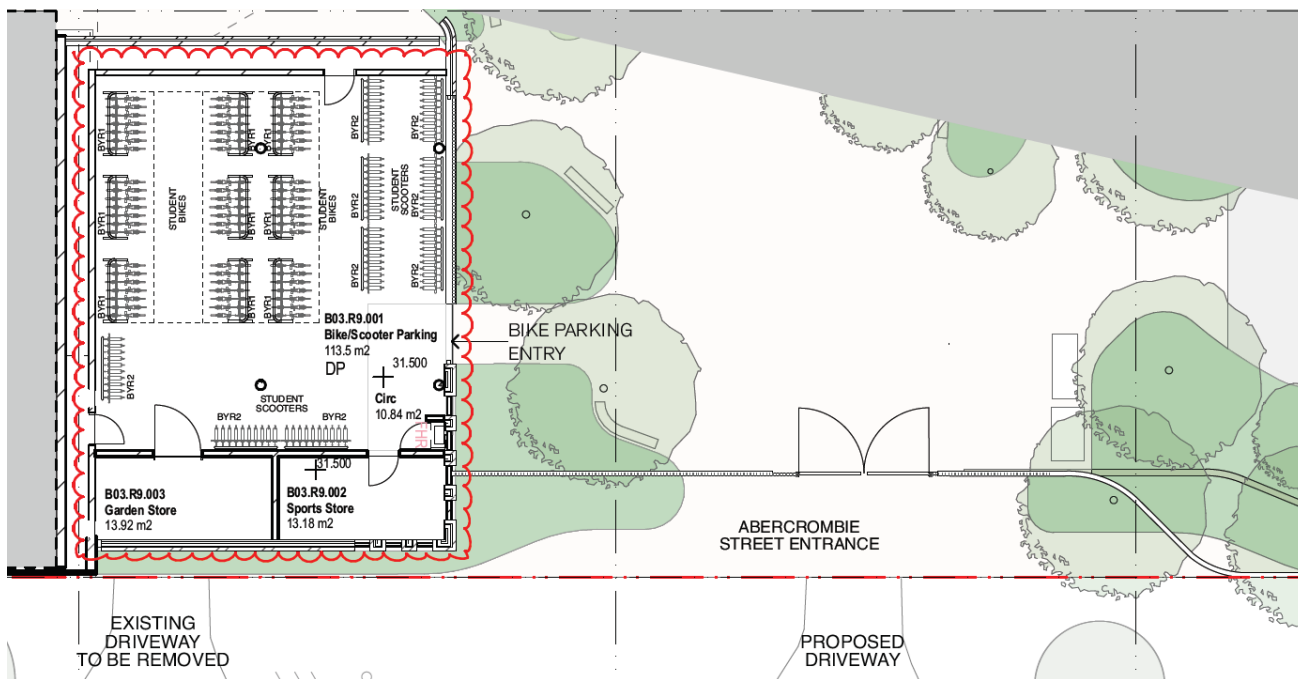 BYR1
BYR1
BYR1
BYR2
BYR2
STUDENT
BIKES
STUDENT
BIKES
STUDENT
SCOOTERS
BYR1
BYR1
BYR1
BYR2
BYR2
BYR1
BYR1
BYR1
BYR2
BYR2
B03.R9.001
Bike/Scooter Parking
113.5 m2
DP
31.500
Circ
10.84 m2
BIKE PARKING
ENTRY
BYR2
STUDENT
SCOOTERS
BYR2
BYR2
FHR
31.500
B03.R9.003
Garden Store
13.92 m2
B03.R9.002
Sports Store
13.18 m2
ABERCROMBIE
STREET ENTRANCE
EXISTING
DRIVEWAY
TO BE REMOVED
PROPOSED
DRIVEWAY